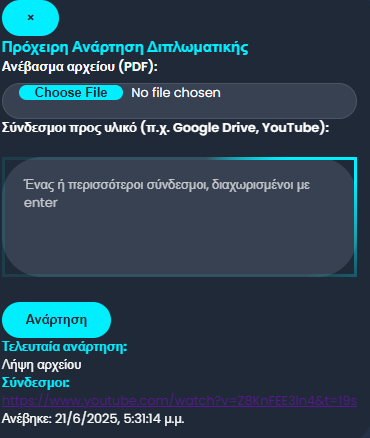 ×
Πρόχειρη Ανάρτηση Διπλωματικής
Ανέβασμα αρχείου (PDF):
Choose File No file chosen
Σύνδεσμοι προς υλικό (π.χ. Google Drive, YouTube):
Ένας ή περισσότεροι σύνδεσμοι, διαχωρισμένοι με
enter
Ανάρτηση
Τελευταία ανάρτηση:
Λήψη αρχείου
Σύνδεσμοι:
https://www.youtube.com/watch?v=Z8KnFEE3In4&t=19s
Ανέβηκε: 21/6/2025, 5:31:14 μ.μ.